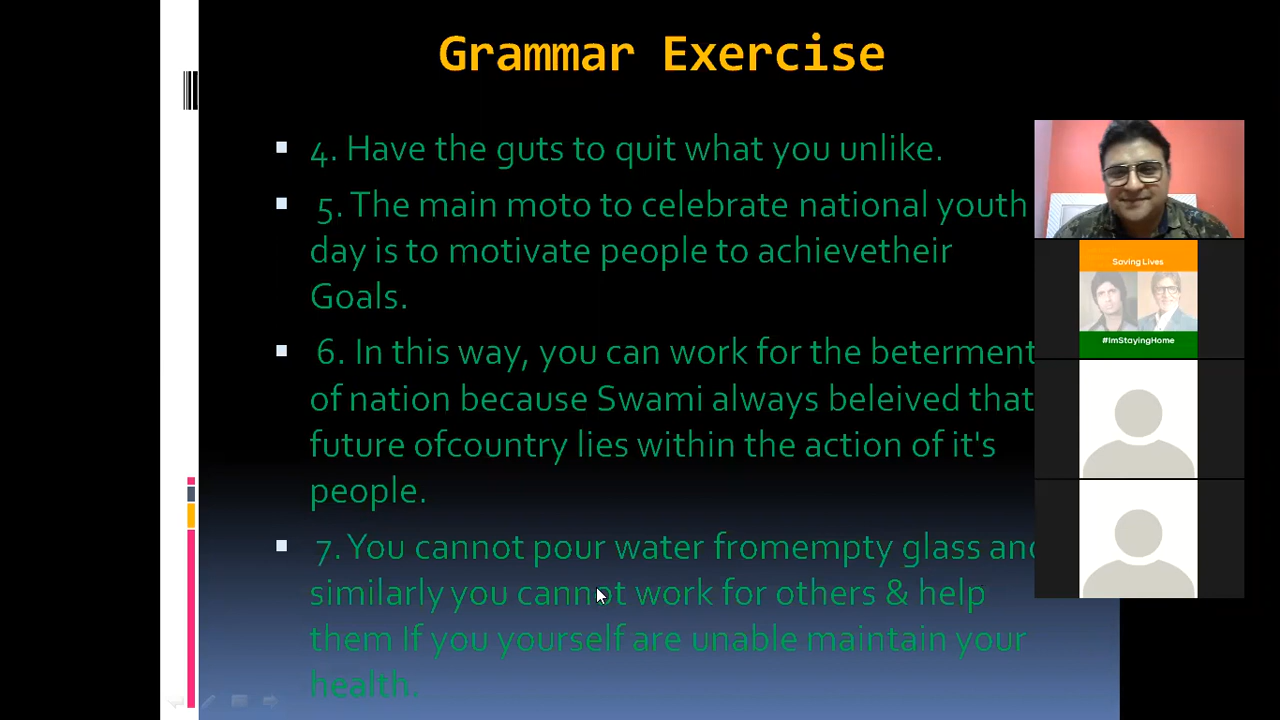 Grammar Exercise
4. Have the guts to quit what you unlike.
5. The main moto to celebrate national youth
day is to motivate people to achievetheir
Goals.
6. In this way, you can work for the beterment
of nation because Swami always beleived that
future ofcountry lies within the action of it's
people.
7. You cannot pour water fromempty glass and
similarly you cannot work for others & help
them If you yourself are unable maintain your
health.
Saving Lives
#ImStayingHome